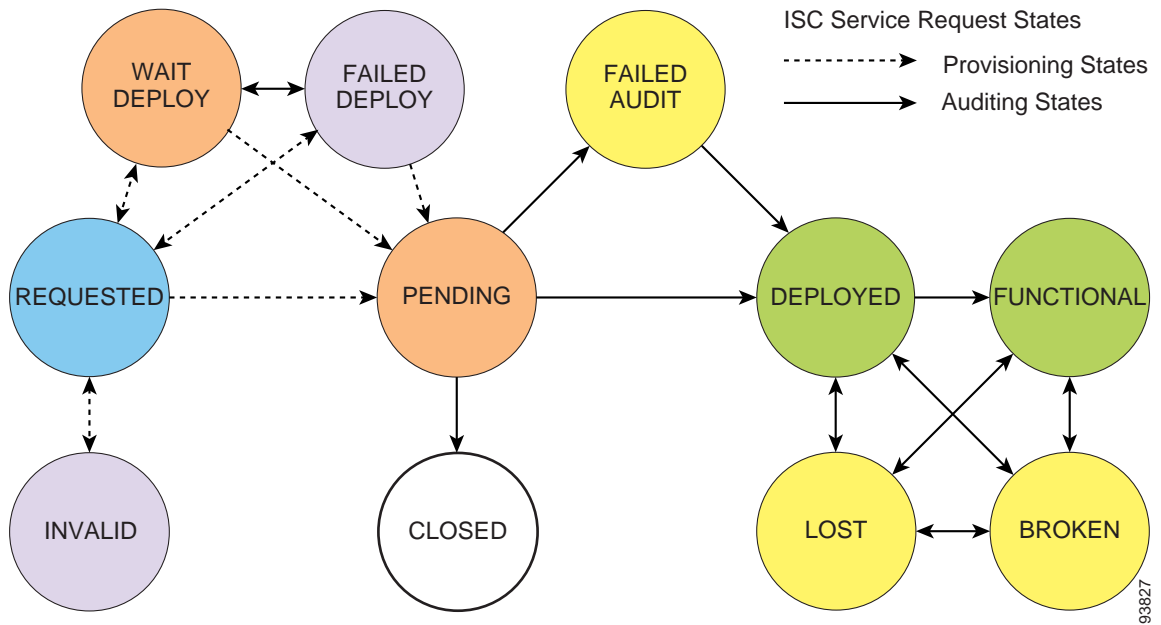 ISC Service Request States
Provisioning States
Auditing States
WAIT
DEPLOY
FAILED
DEPLOY
FAILED
AUDIT
REQUESTED
PENDING
DEPLOYED
FUNCTIONAL
INVALID
CLOSED
LOST
BROKEN
93827